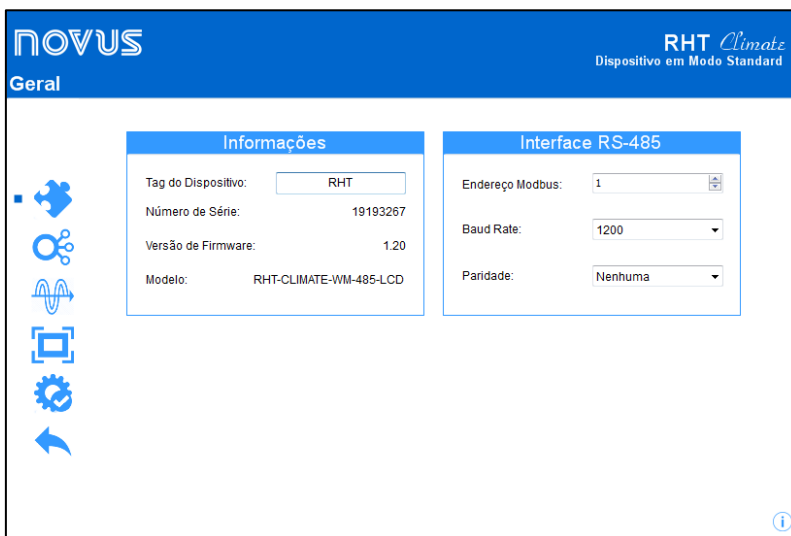 NOVUS
RHT Climate
Dispositivo em Modo Standard
Geral
Informações
Tag do Dispositivo: RHT
Número de Série: 19193267
Versão de Firmware: 1.20
Modelo: RHT-CLIMATE-WM-485-LCD
Interface RS-485
Endereço Modbus: 1
Baud Rate: 1200
Paridade: Nenhuma
i